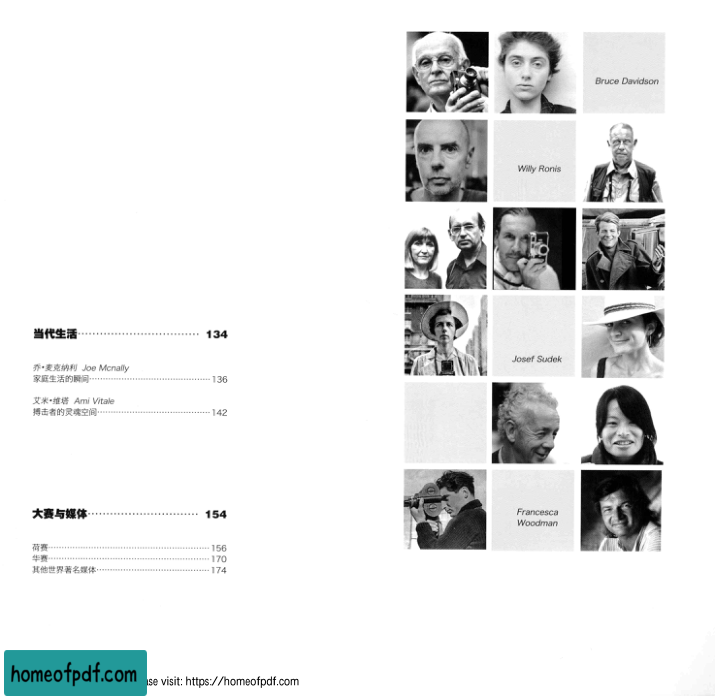 当代生活 134
乔·麦克纳利 Joe Mcnally
家庭生活的瞬间 136
艾米·维塔 Ami Vitale
搏击者的灵魂空间 142
大赛与媒体 154
荷赛 156
华赛 170
其他世界著名媒体 174
Bruce Davidson
Willy Ronis
Josef Sudek
Francesca
Woodman
homeofpdf.com
se visit: https://homeofpdf.com